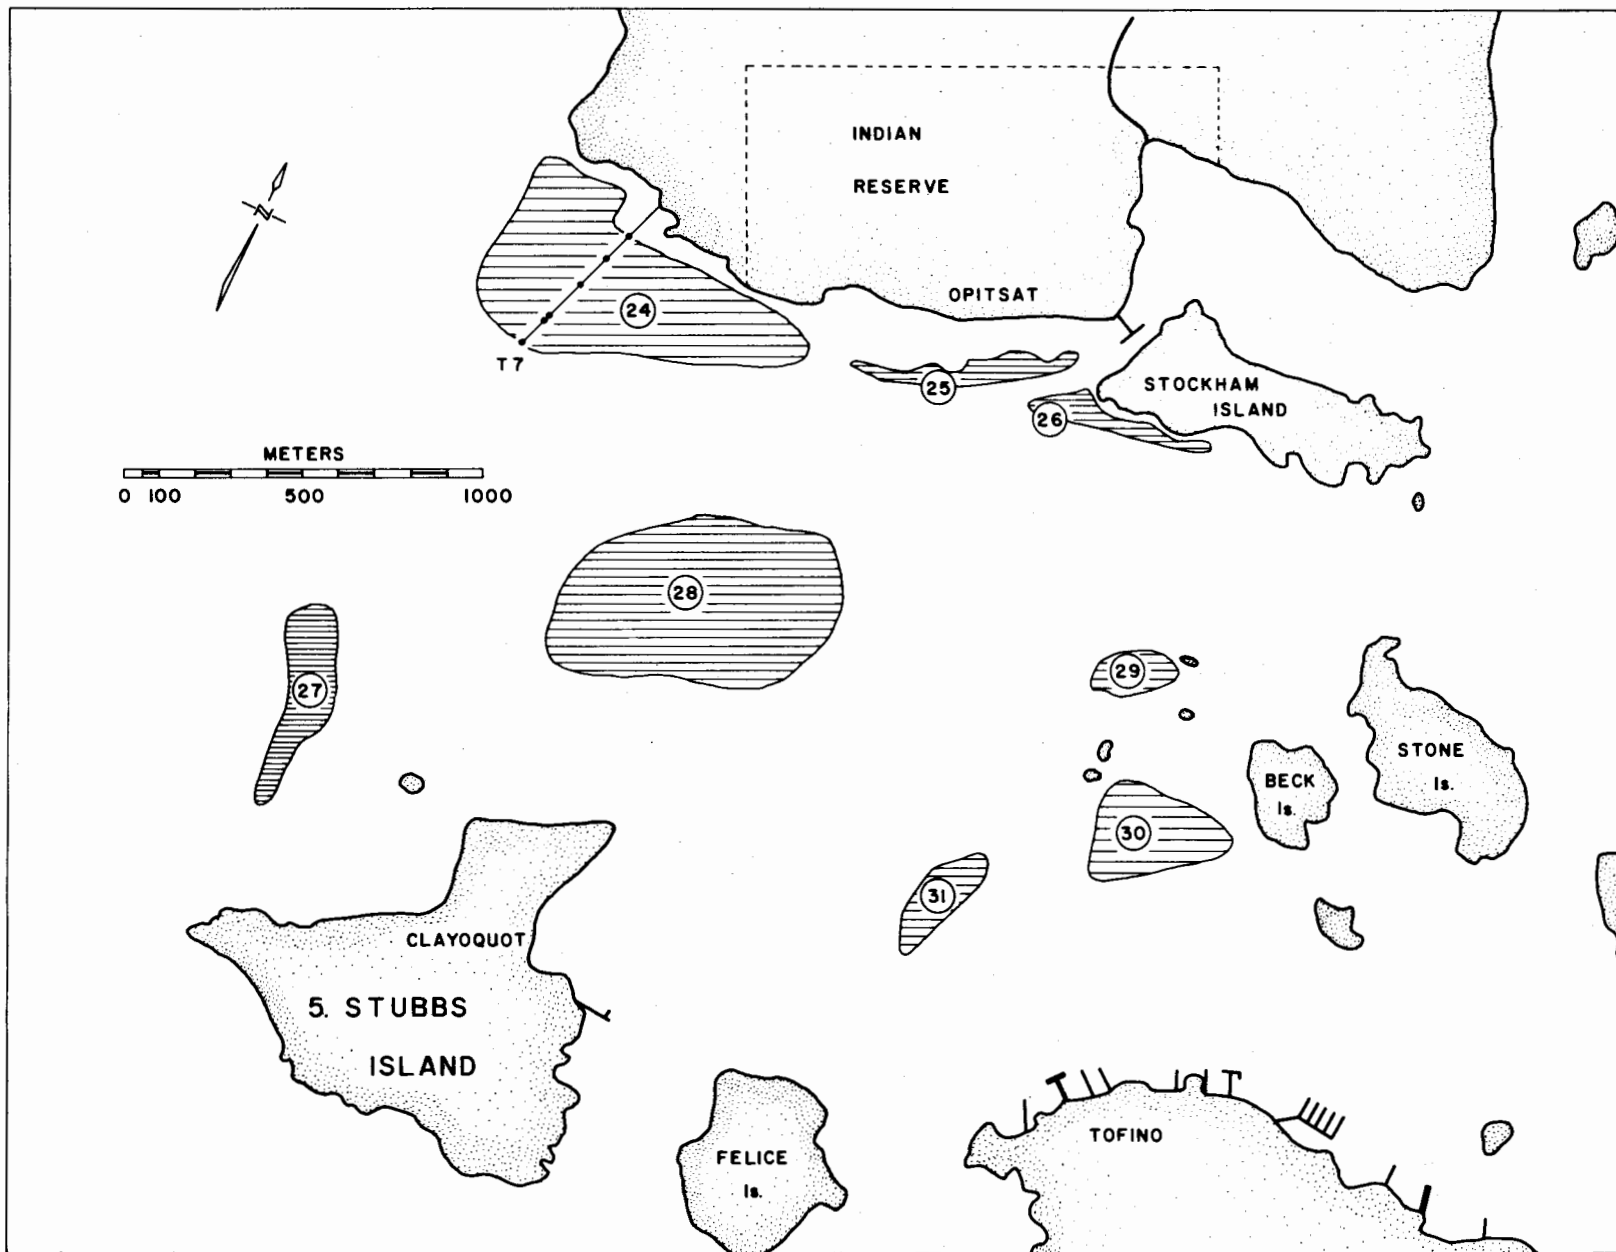 INDIAN
RESERVE
N
OPITSAT
24
T7
25
STOCKHAM
ISLAND
26
METERS
0 100 500 1000
28
27
29
STONE
Is.
BECK
Is.
30
31
CLAYOQUOT
5. STUBBS
ISLAND
TOFINO
FELICE
Is.